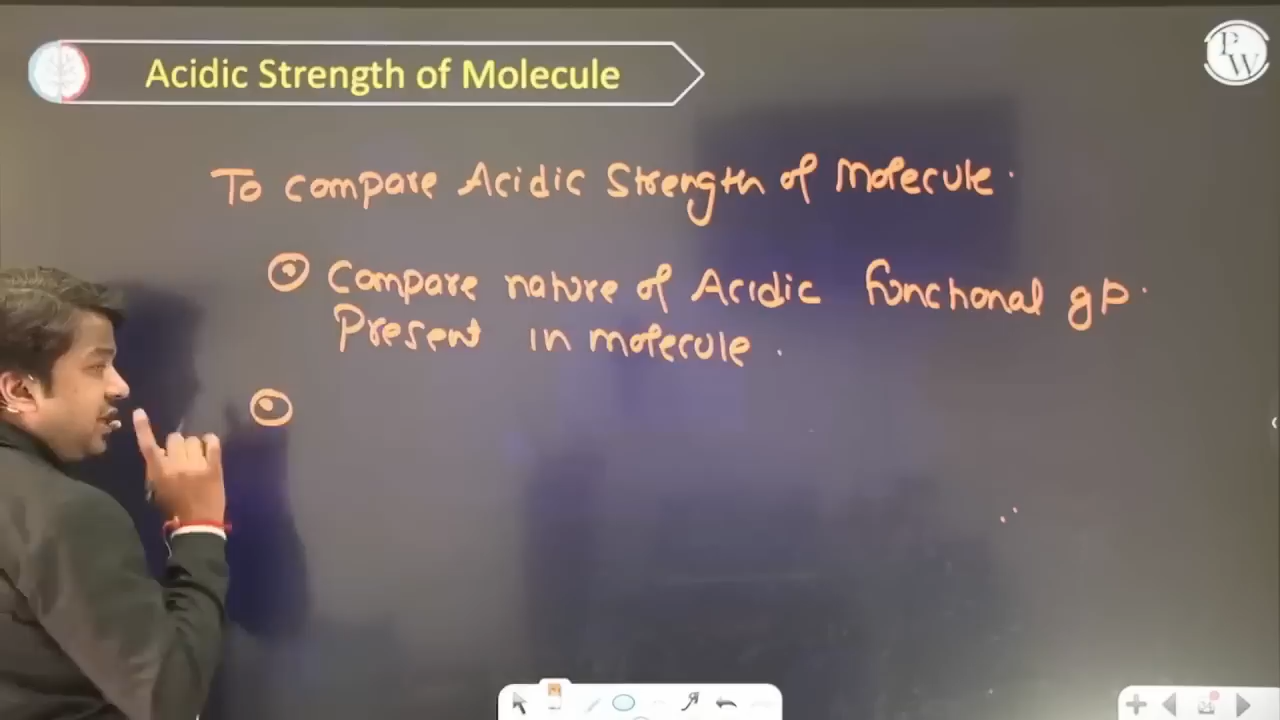 Acidic Strength of Molecule
PW
To compare Acidic Strength of Molecule.
Compare nature of Acidic functional gp.
Present in molecule.